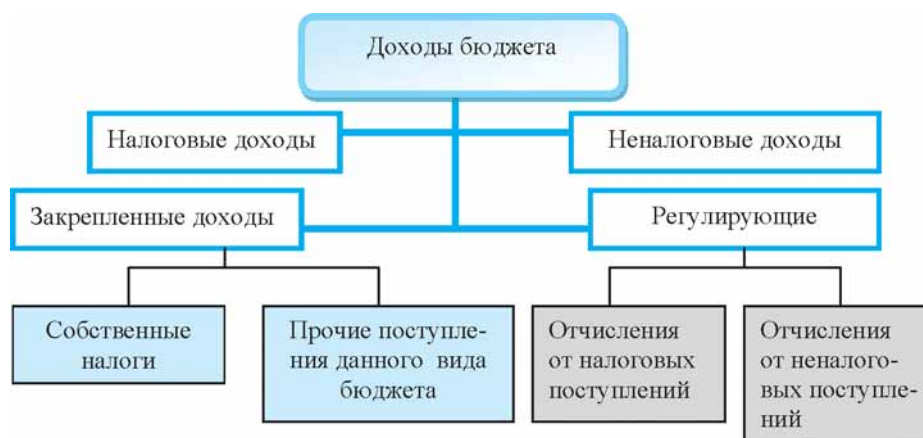 Доходы бюджета
Налоговые доходы
Неналоговые доходы
Закрепленные доходы
Регулирующие
Собственные
налоги
Прочие поступле-
ния данного вида
бюджета
Отчисления
от налоговых
поступлений
Отчисления
от неналого-
вых поступле-
ний